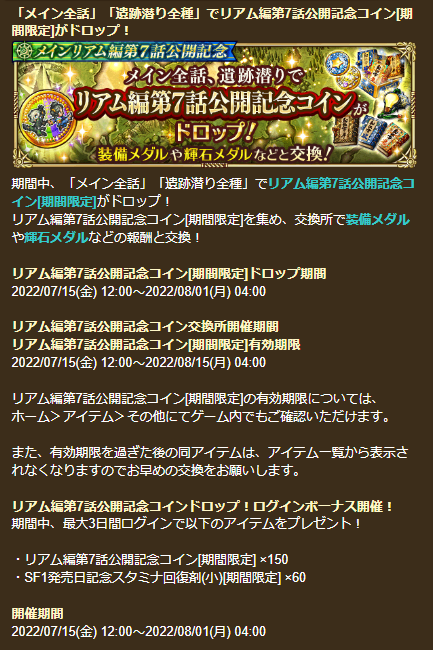 「メイン全話」「遺跡潜り全種」でリアム編第7話公開記念コイン[期
間限定]がドロップ！
メインリアム編第7話公開記念
メイン全話、遺跡潜りで
リアム編第7話公開記念コインが
ドロップ！
装備メダルや輝石メダルなどと交換！
期間中、「メイン全話」「遺跡潜り全種」でリアム編第7話公開記念コ
イン[期間限定]がドロップ！
リアム編第7話公開記念コイン[期間限定]を集め、交換所で装備メダル
や輝石メダルなどの報酬と交換！
リアム編第7話公開記念コイン[期間限定]ドロップ期間
2022/07/15(金) 12:00～2022/08/01(月) 04:00
リアム編第7話公開記念コイン交換所開催期間
リアム編第7話公開記念コイン[期間限定]有効期限
2022/07/15(金) 12:00～2022/08/15(月) 04:00
リアム編第7話公開記念コイン[期間限定]の有効期限については、
ホーム＞アイテム＞その他にてゲーム内でもご確認いただけます。
また、有効期限を過ぎた後の同アイテムは、アイテム一覧から表示さ
れなくなりますのでお早めの交換をお願いします。
リアム編第7話公開記念コインドロップ！ログインボーナス開催！
期間中、最大3日間ログインで以下のアイテムをプレゼント！
・リアム編第7話公開記念コイン[期間限定] ×150
・SF1発売日記念スタミナ回復剤(小)[期間限定] ×60
開催期間
2022/07/15(金) 12:00～2022/08/01(月) 04:00